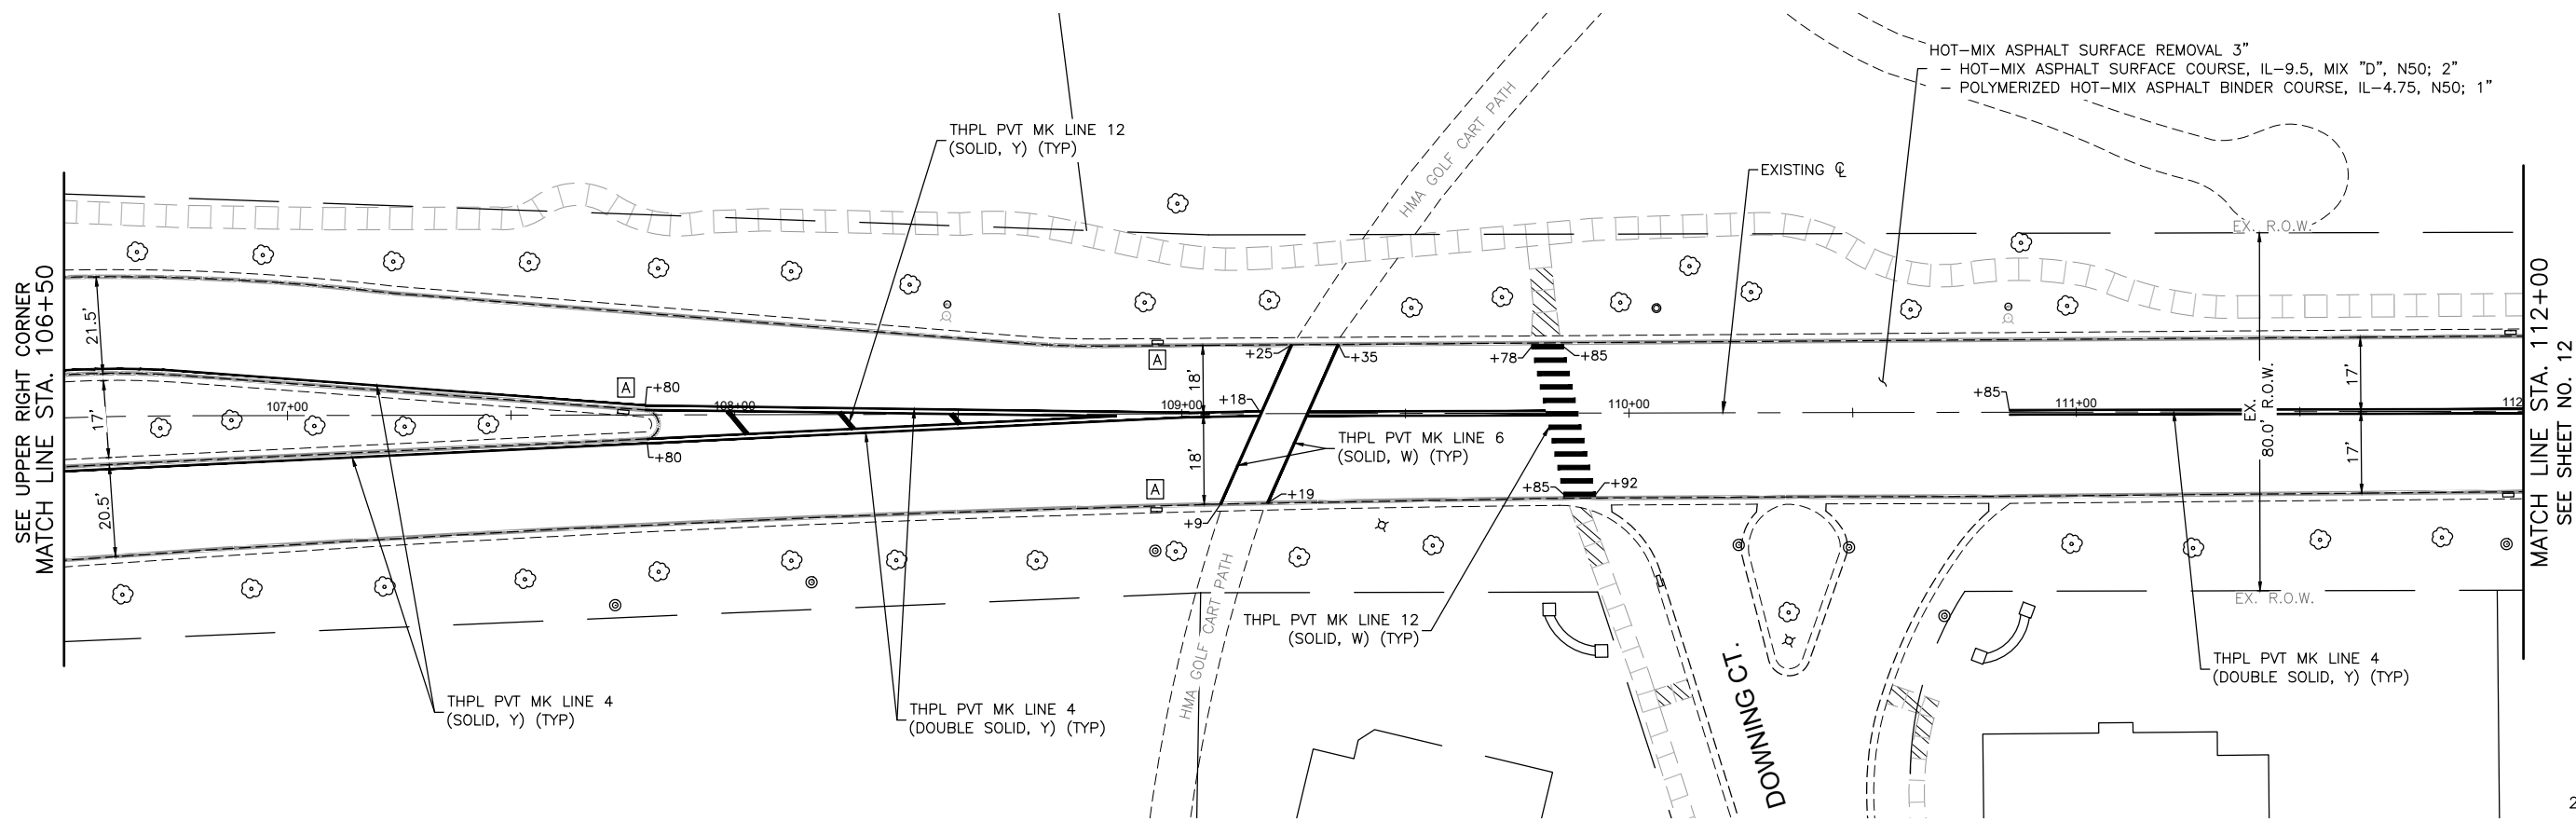 HOT-MIX ASPHALT SURFACE REMOVAL 3"
- HOT-MIX ASPHALT SURFACE COURSE, IL-9.5, MIX "D", N50; 2"
- POLYMERIZED HOT-MIX ASPHALT BINDER COURSE, IL-4.75, N50; 1"
THPL PVT MK LINE 12
(SOLID, Y) (TYP)
HMA GOLF CART PATH
EXISTING ℄
EX. R.O.W.
SEE UPPER RIGHT CORNER
MATCH LINE STA. 106+50
21.5'
17'
20.5'
107+00
A
+80
+80
108+00
A
109+00
18'
18'
A
+25
+35
+18
+9
+19
THPL PVT MK LINE 6
(SOLID, W) (TYP)
+78
+85
+85
+92
110+00
+85
111+00
EX.
80.0' R.O.W.
17'
17'
112
MATCH LINE STA. 112+00
SEE SHEET NO. 12
EX. R.O.W.
THPL PVT MK LINE 12
(SOLID, W) (TYP)
HMA GOLF CART PATH
DOWNING CT.
THPL PVT MK LINE 4
(SOLID, Y) (TYP)
THPL PVT MK LINE 4
(DOUBLE SOLID, Y) (TYP)
THPL PVT MK LINE 4
(DOUBLE SOLID, Y) (TYP)
2